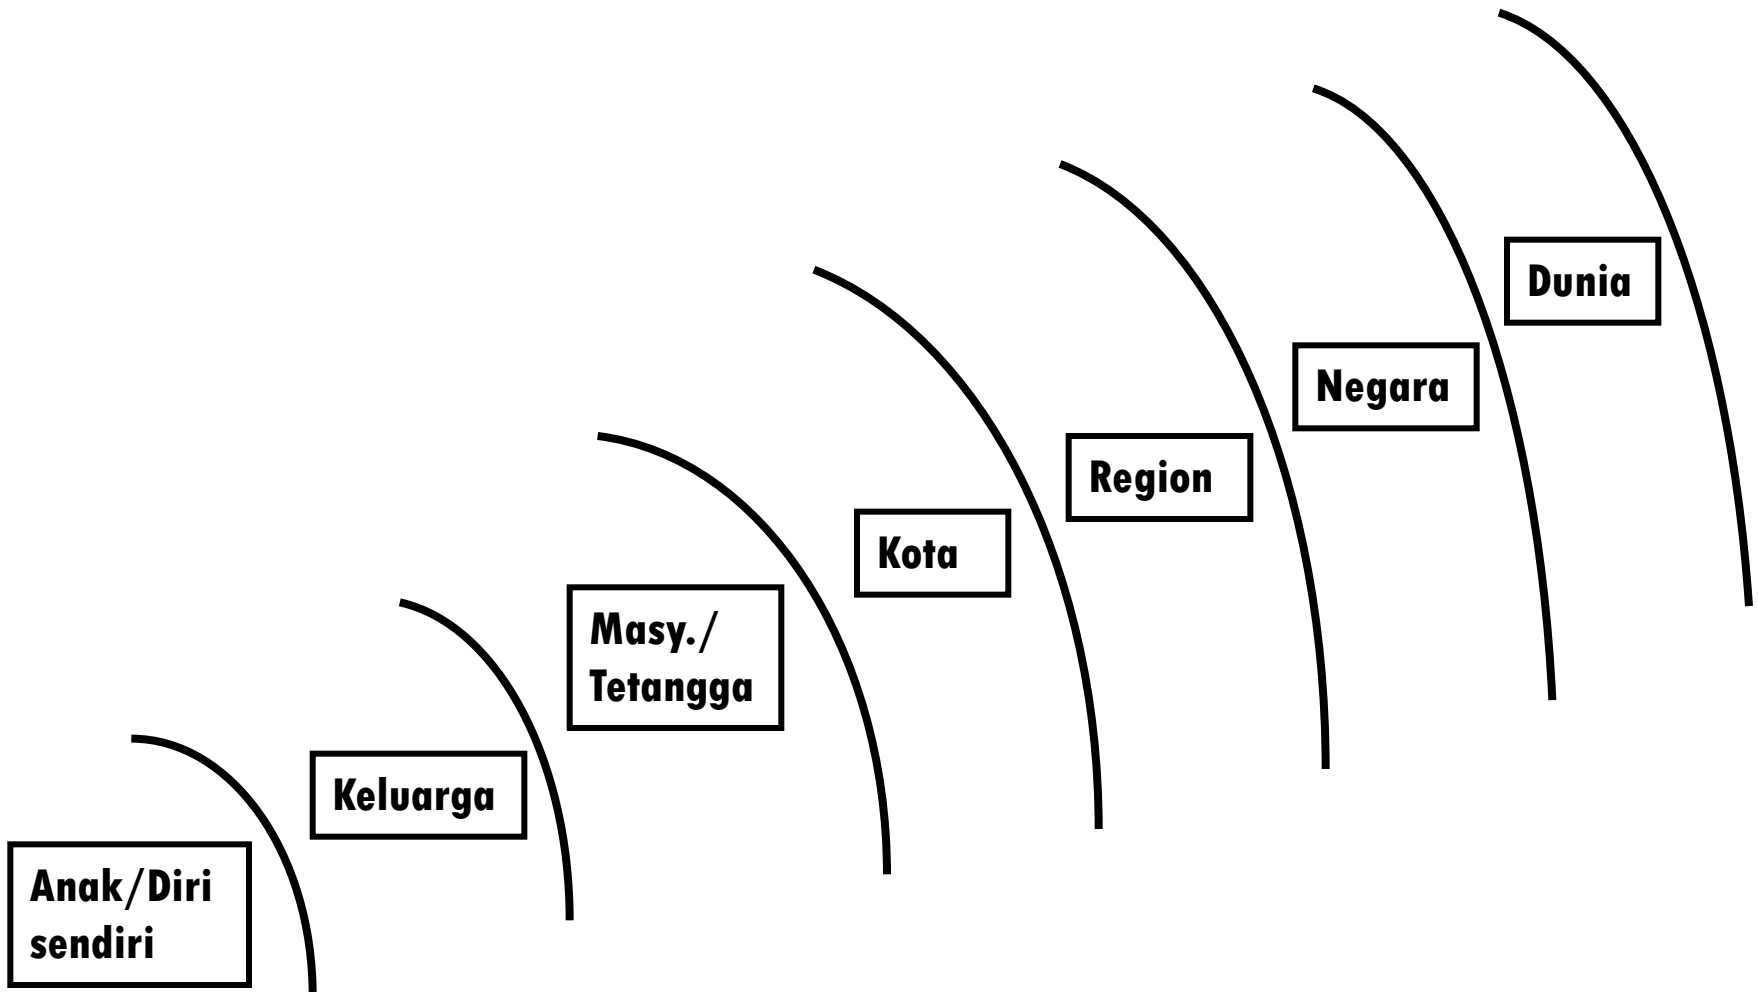 Anak/Diri
sendiri
Keluarga
Masy./
Tetangga
Kota
Region
Negara
Dunia